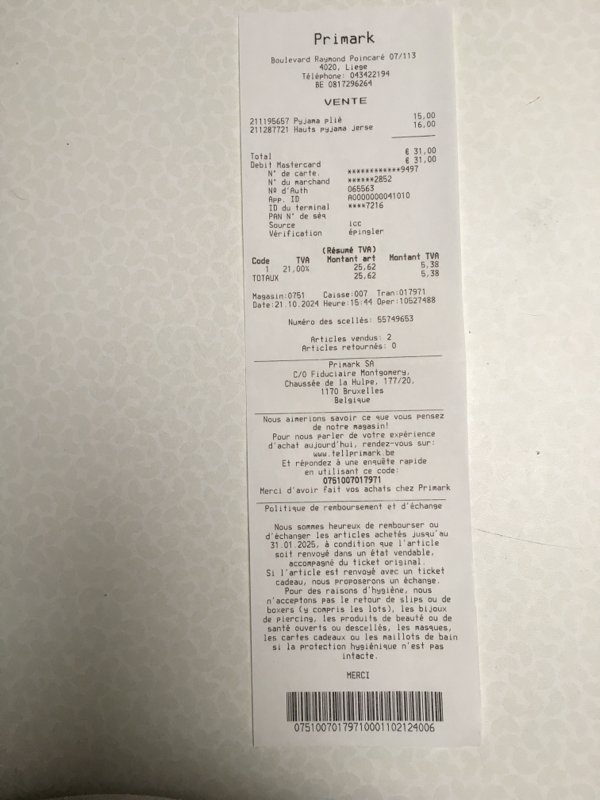 Primark
Boulevard Raymond Poincaré 07/113
4020, Liege
Téléphone: 043422194
BE 0817296264
VENTE
211195657 Pyjama plié 15,00
211287721 Hauts pyjama jerse 16,00
Total € 31,00
Debit Mastercard € 31,00
N° de carte. ************9497
N° du marchand ******2852
Nº d'Auth 065563
App. ID A0000000041010
ID du terminal ****7216
PAN N° de séq
Source icc
Vérification épingler
(Résumé TVA)
Code TVA Montant art Montant TVA
1 21,00% 25,62 5,38
TOTAUX 25,62 5,38
Magasin:0751 Caisse:007 Tran:017971
Date:21.10.2024 Heure:15:44 Oper:10527488
Numéro des scellés: 55749653
Articles vendus: 2
Articles retournés: 0
Primark SA
C/O Fiduciaire Montgomery,
Chaussée de la Hulpe, 177/20,
1170 Bruxelles
Belgique
Nous aimerions savoir ce que vous pensez
de notre magasin!
Pour nous parler de votre expérience
d'achat aujourd'hui, rendez-vous sur:
www.tellprimark.be
Et répondez à une enquête rapide
en utilisant ce code:
0751007017971
Merci d'avoir fait vos achats chez Primark
Politique de remboursement et d'échange
Nous sommes heureux de rembourser ou
d'échanger les articles achetés jusqu'au
31.01.2025, à condition que l'article
soit renvoyé dans un état vendable,
accompagné du ticket original.
Si l'article est renvoyé avec un ticket
cadeau, nous proposerons un échange.
Pour des raisons d'hygiène, nous
n'acceptons pas le retour de slips ou de
boxers (y compris les lots), les bijoux
de piercing, les produits de beauté ou de
santé ouverts ou descellés, les masques,
les cartes cadeaux ou les maillots de bain
si la protection hygiénique n'est pas
intacte.
MERCI
075100701797100011021240​06